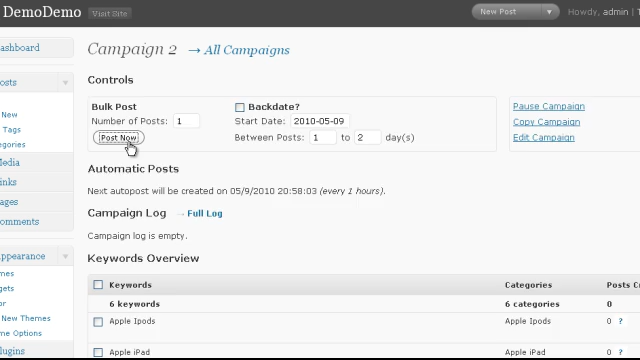 DemoDemo Visit Site New Post Howdy, admin |
ashboard
osts
New
Tags
egories
Media
inks
ages
omments
ppearance
mes
gets
or
New Themes
me Options
lugins
Campaign 2 → All Campaigns
Controls
Bulk Post
Number of Posts: 1
Post Now
Backdate?
Start Date: 2010-05-09
Between Posts: 1 to 2 day(s)
Pause Campaign
Copy Campaign
Edit Campaign
Automatic Posts
Next autopost will be created on 05/9/2010 20:58:03 (every 1 hours).
Campaign Log → Full Log
Campaign log is empty.
Keywords Overview
Keywords Categories Posts C
6 keywords 6 categories 0
Apple Ipods Apple Ipods 0 ?
Apple iPad Apple iPad 0 ?